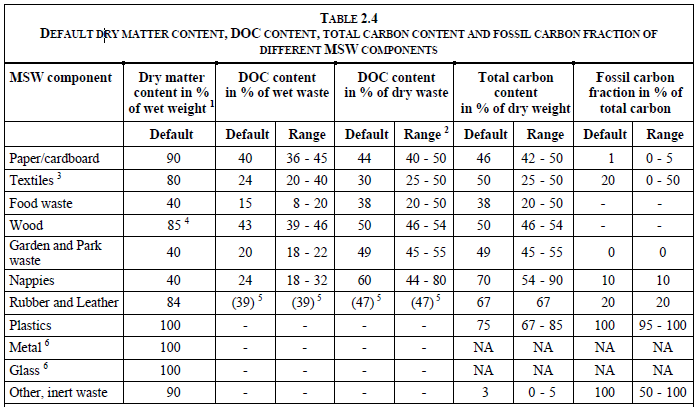 TABLE 2.4
DEFAULT DRY MATTER CONTENT, DOC CONTENT, TOTAL CARBON CONTENT AND FOSSIL CARBON FRACTION OF
DIFFERENT MSW COMPONENTS
MSW component Dry matter content in % of wet weight 1 DOC content in % of wet waste DOC content in % of dry waste Total carbon content in % of dry weight Fossil carbon fraction in % of total carbon
Default Default Range Default Range 2 Default Range Default Range
Paper/cardboard 90 40 36 - 45 44 40 - 50 46 42 - 50 1 0 - 5
Textiles 3 80 24 20 - 40 30 25 - 50 50 25 - 50 20 0 - 50
Food waste 40 15 8 - 20 38 20 - 50 38 20 - 50 - -
Wood 85 4 43 39 - 46 50 46 - 54 50 46 - 54 - -
Garden and Park waste 40 20 18 - 22 49 45 - 55 49 45 - 55 0 0
Nappies 40 24 18 - 32 60 44 - 80 70 54 - 90 10 10
Rubber and Leather 84 (39) 5 (39) 5 (47) 5 (47) 5 67 67 20 20
Plastics 100 - - - - 75 67 - 85 100 95 - 100
Metal 6 100 - - - - NA NA NA NA
Glass 6 100 - - - - NA NA NA NA
Other, inert waste 90 - - - - 3 0 - 5 100 50 - 100